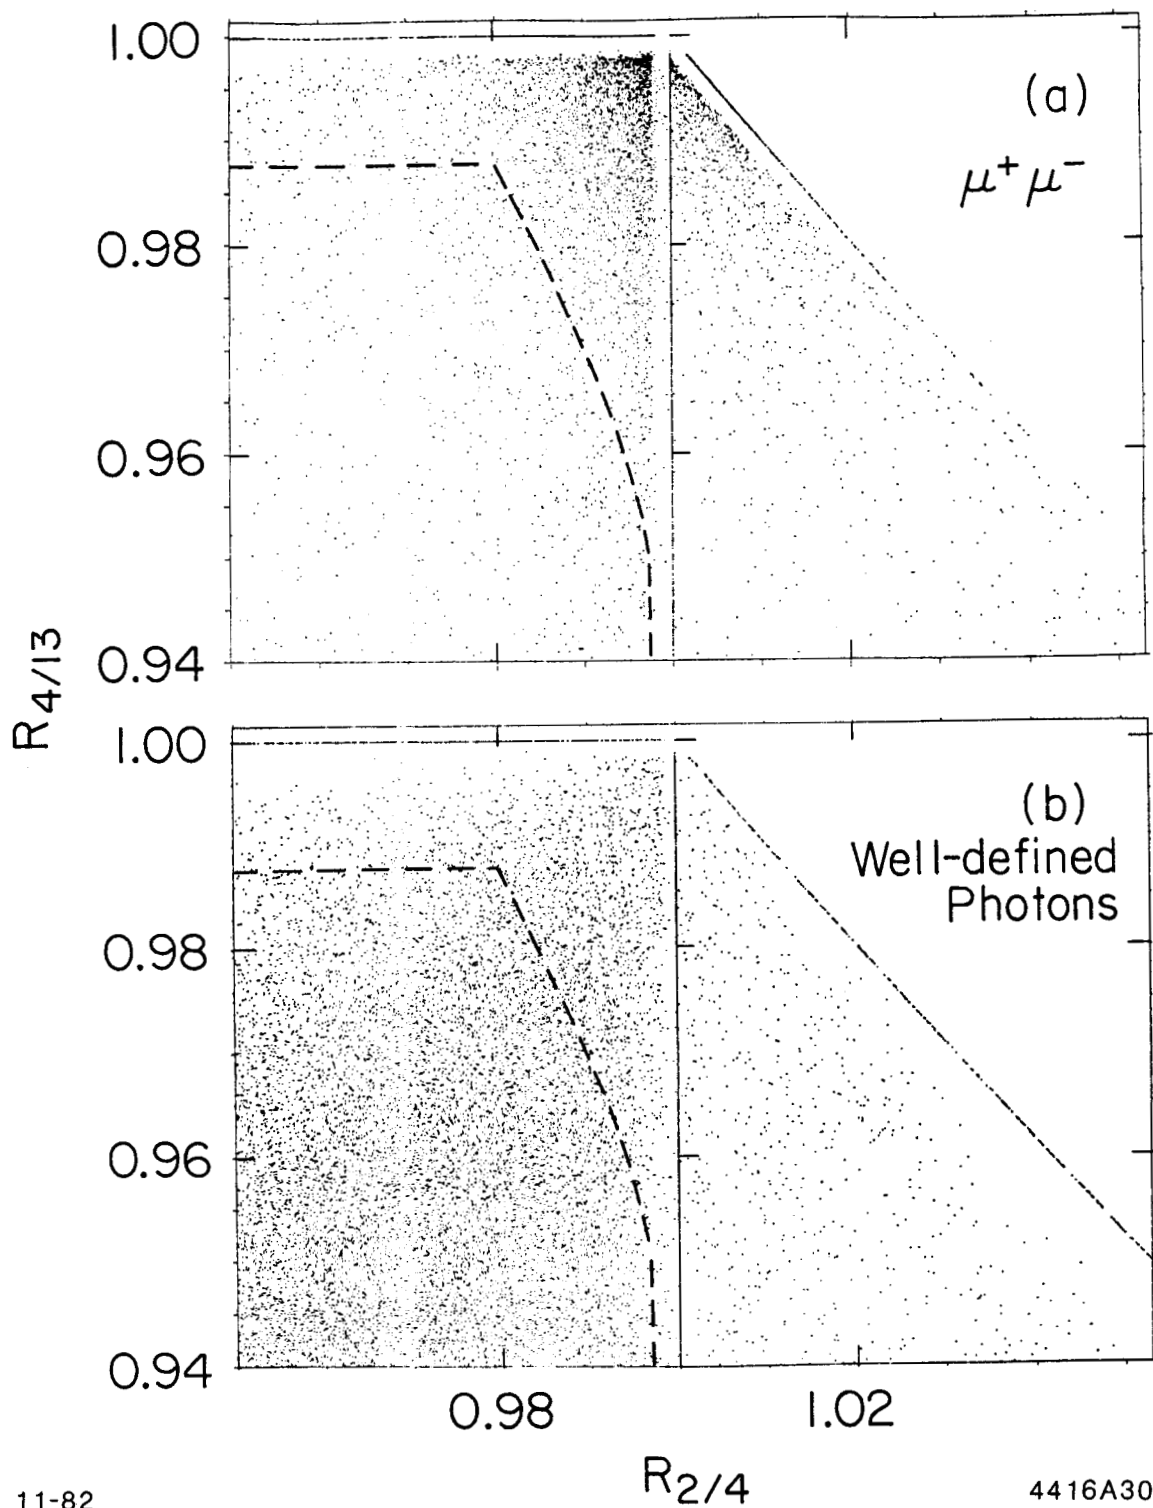 1.00
(a)
μ⁺μ⁻
0.98
0.96
0.94
R4/13
1.00
(b)
Well-defined
Photons
0.98
0.96
0.94
0.98 1.02
R2/4
11-82 4416A30